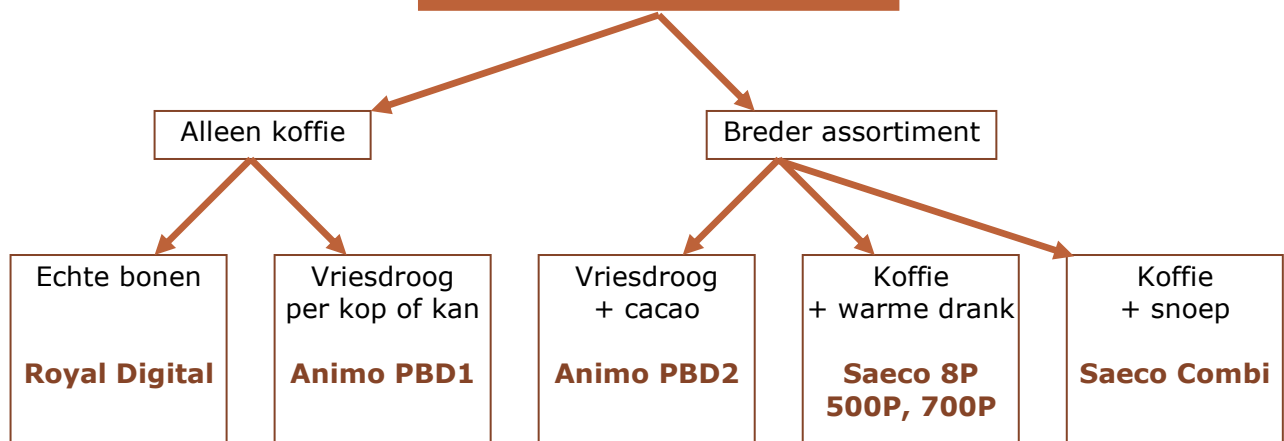 Alleen koffie
Breder assortiment
Echte bonen
Royal Digital
Vriesdroog
per kop of kan
Animo PBD1
Vriesdroog
+ cacao
Animo PBD2
Koffie
+ warme drank
Saeco 8P
500P, 700P
Koffie
+ snoep
Saeco Combi